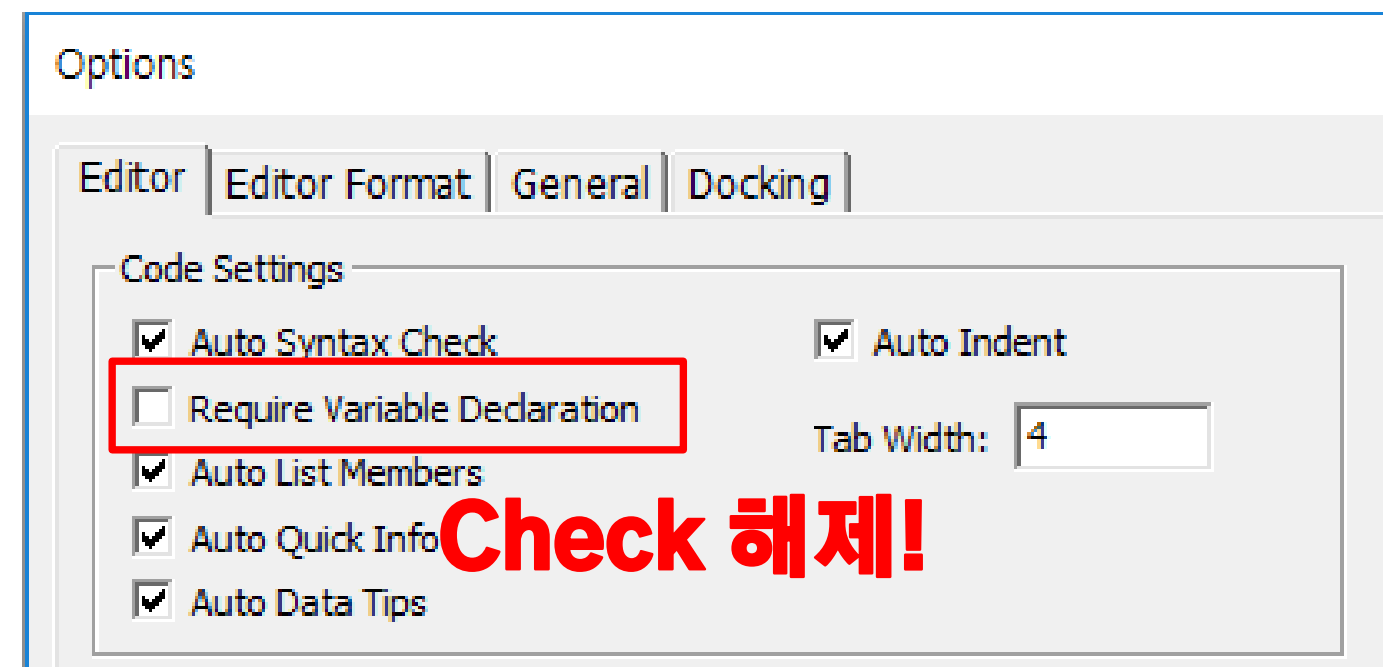 Options
Editor Editor Format General Docking
Code Settings
Auto Syntax Check Auto Indent
Require Variable Declaration
Tab Width: 4
Auto List Members
Auto Quick Info
Check 해제!
Auto Data Tips